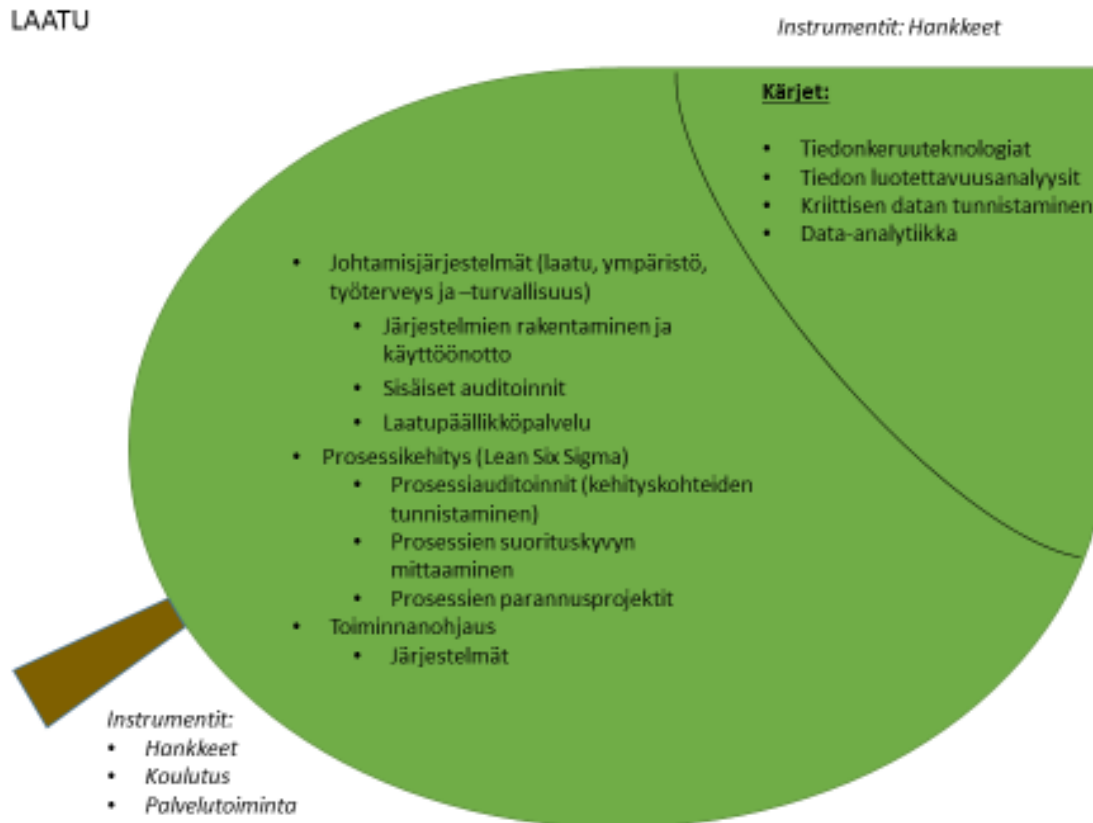 LAATU
Instrumentit: Hankkeet
Kärjet:
• Tiedonkeruuteknologiat
• Tiedon luotettavuusanalyysit
• Kriittisen datan tunnistaminen
• Data-analytiikka
• Johtamisjärjestelmät (laatu, ympäristö,
työterveys ja –turvallisuus)
• Järjestelmien rakentaminen ja
käyttöönotto
• Sisäiset auditoinnit
• Laatupäällikköpalvelu
• Prosessikehitys (Lean Six Sigma)
• Prosessiauditoinnit (kehityskohteiden
tunnistaminen)
• Prosessien suorituskyvyn
mittaaminen
• Prosessien parannusprojektit
• Toiminnanohjaus
• Järjestelmät
Instrumentit:
• Hankkeet
• Koulutus
• Palvelutoiminta